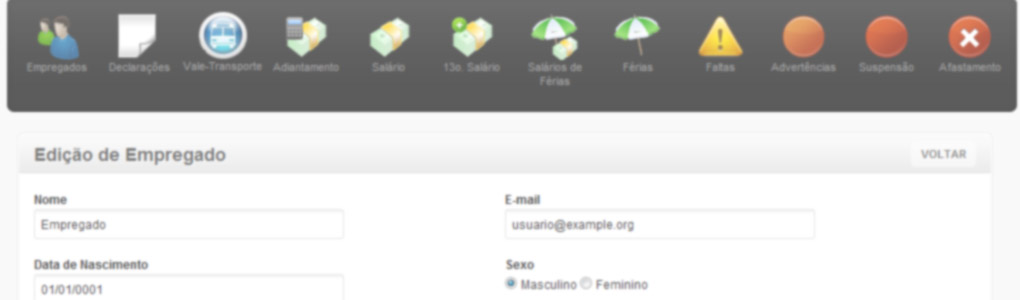 Empregados Declarações Vale-Transporte Adiantamento Salário 13o. Salário Salários de Férias Férias Faltas Advertências Suspensão Afastamento
Edição de Empregado VOLTAR
Nome E-mail
Empregado usuario@example.org
Data de Nascimento Sexo
01/01/0001 Masculino Feminino